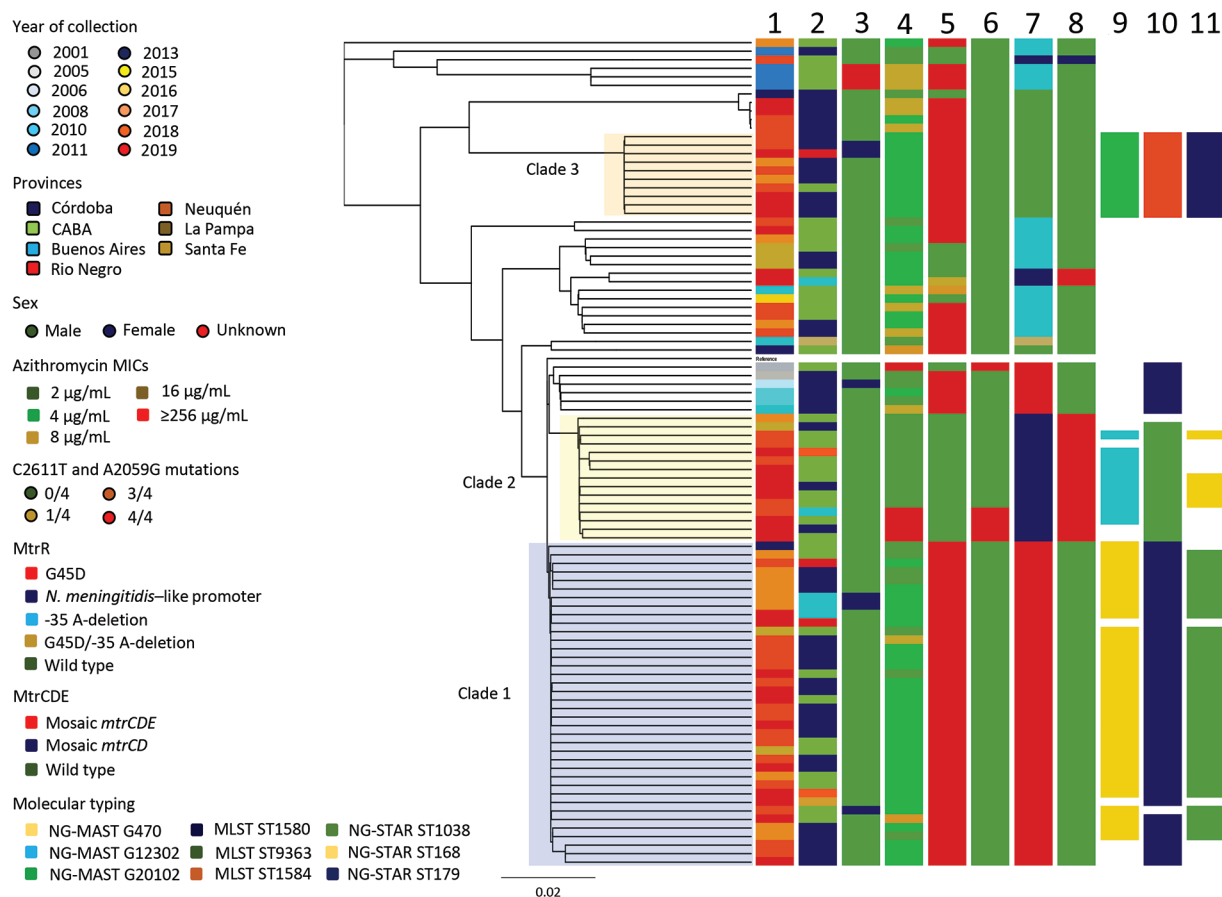 1 2 3 4 5 6 7 8 9 10 11
Year of collection
2001 2013
2005 2015
2006 2016
2008 2017
2010 2018
2011 2019
Provinces
Córdoba Neuquén
CABA La Pampa
Buenos Aires Santa Fe
Rio Negro
Sex
Male Female Unknown
Azithromycin MICs
2 µg/mL 16 µg/mL
4 µg/mL ≥256 µg/mL
8 µg/mL
C2611T and A2059G mutations
0/4 3/4
1/4 4/4
MtrR
G45D
N. meningitidis–like promoter
-35 A-deletion
G45D/-35 A-deletion
Wild type
MtrCDE
Mosaic mtrCDE
Mosaic mtrCD
Wild type
Molecular typing
NG-MAST G470 MLST ST1580 NG-STAR ST1038
NG-MAST G12302 MLST ST9363 NG-STAR ST168
NG-MAST G20102 MLST ST1584 NG-STAR ST179
Clade 3
Reference
Clade 2
Clade 1
0.02